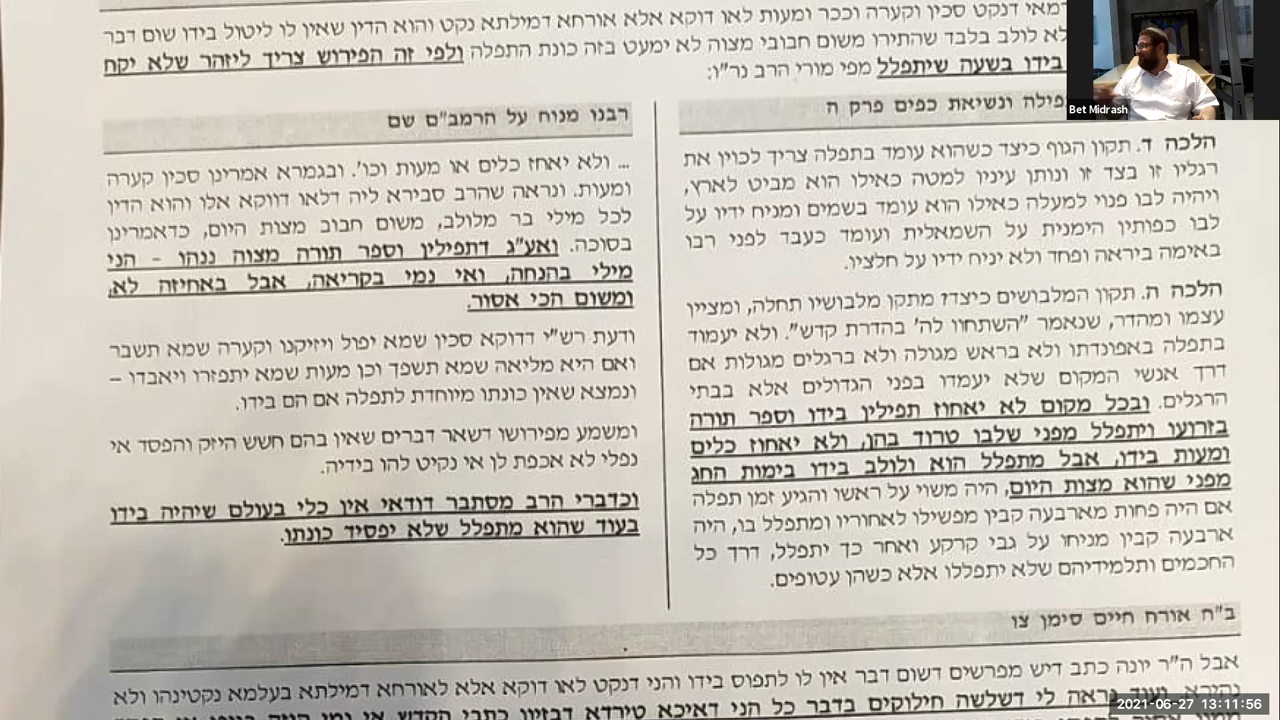 דמאי דנקט סכין וקערה וככר ומעות לאו דוקא אלא אורחא דמילתא נקט והוא הדין שאין לו ליטול בידו שום דבר
לא לולב בלבד שהתירו משום חבובי מצוה לא ימעט בזה כונת התפלה ולפי זה הפירוש צריך ליזהר שלא יקח
בידו בשעה שיתפלל מפי מורי הרב נר"ו:
Bet Midrash
פילה ונשיאת כפים פרק ה
הלכה ד. תקון הגוף כיצד כשהוא עומד בתפלה צריך לכוין את
רגליו זו בצד זו ונותן עיניו למטה כאילו הוא מביט לארץ,
ויהיה לבו פנוי למעלה כאילו הוא עומד בשמים ומניח ידיו על
לבו כפותין הימנית על השמאלית ועומד כעבד לפני רבו
באימה ביראה ופחד ולא יניח ידיו על חלציו.
הלכה ה. תקון המלבושים כיצד? מתקן מלבושיו תחלה, ומציין
עצמו ומהדר, שנאמר "השתחוו לה' בהדרת קדש". ולא יעמוד
בתפלה באפונדתו ולא בראש מגולה ולא ברגלים מגולות אם
דרך אנשי המקום שלא יעמדו בפני הגדולים אלא בבתי
הרגלים. ובכל מקום לא יאחוז תפילין בידו וספר תורה
בזרועו ויתפלל מפני שלבו טרוד בהן, ולא יאחוז כלים
ומעות בידו, אבל מתפלל הוא ולולב בידו בימות החג
מפני שהוא מצות היום, היה משוי על ראשו והגיע זמן תפלה
אם היה פחות מארבעה קבין מפשילו לאחוריו ומתפלל בו, היה
ארבעה קבין מניחו על גבי קרקע ואחר כך יתפלל, דרך כל
החכמים ותלמידיהם שלא יתפללו אלא כשהן עטופים.
רבנו מנוח על הרמב"ם שם
... ולא יאחז כלים או מעות וכו'. ובגמרא אמרינן סכין קערה
ומעות. ונראה שהרב סבירא ליה דלאו דווקא אלו והוא הדין
לכל מילי בר מלולב, משום חבוב מצות היום, כדאמרינן
בסוכה. ואע"ג דתפילין וספר תורה מצוה ננהו - הני
מילי בהנחה, ואי נמי בקריאה, אבל באחיזה לא,
ומשום הכי אסור.
ודעת רש"י דדוקא סכין שמא יפול ויזיקנו וקערה שמא תשבר
ואם היא מליאה שמא תשפך וכן מעות שמא יתפזרו ויאבדו –
ונמצא שאין כונתו מיוחדת לתפלה אם הם בידו.
ומשמע מפירושו דשאר דברים שאין בהם חשש היזק והפסד אי
נפלי לא אכפת לן אי נקיט להו בידיה.
וכדברי הרב מסתבר דודאי אין כלי בעולם שיהיה בידו
בעוד שהוא מתפלל שלא יפסיד כונתו.
ב"ח אורח חיים סימן צו
אבל ה"ר יונה כתב דיש מפרשים דשום דבר אין לו לתפוס בידו והני דנקט לאו דוקא אלא לאורחא דמילתא בעלמא נקטינהו ולא
נהירא. ועוד נראה לי דשלשה חילוקים בדבר כל הני דאיכא טירדא דבזיון כתבי הקדש
2021-06-27 13:11:56